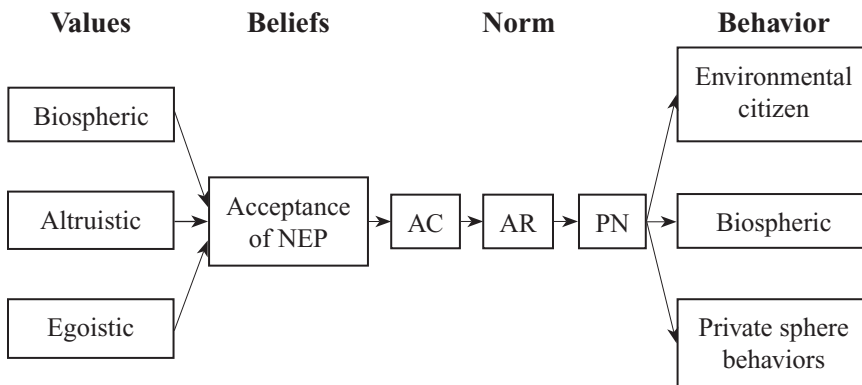 Values Beliefs Norm Behavior
Environmental
citizen
Biospheric
Altruistic
Acceptance
of NEP
AC
AR
PN
Biospheric
Egoistic
Private sphere
behaviors